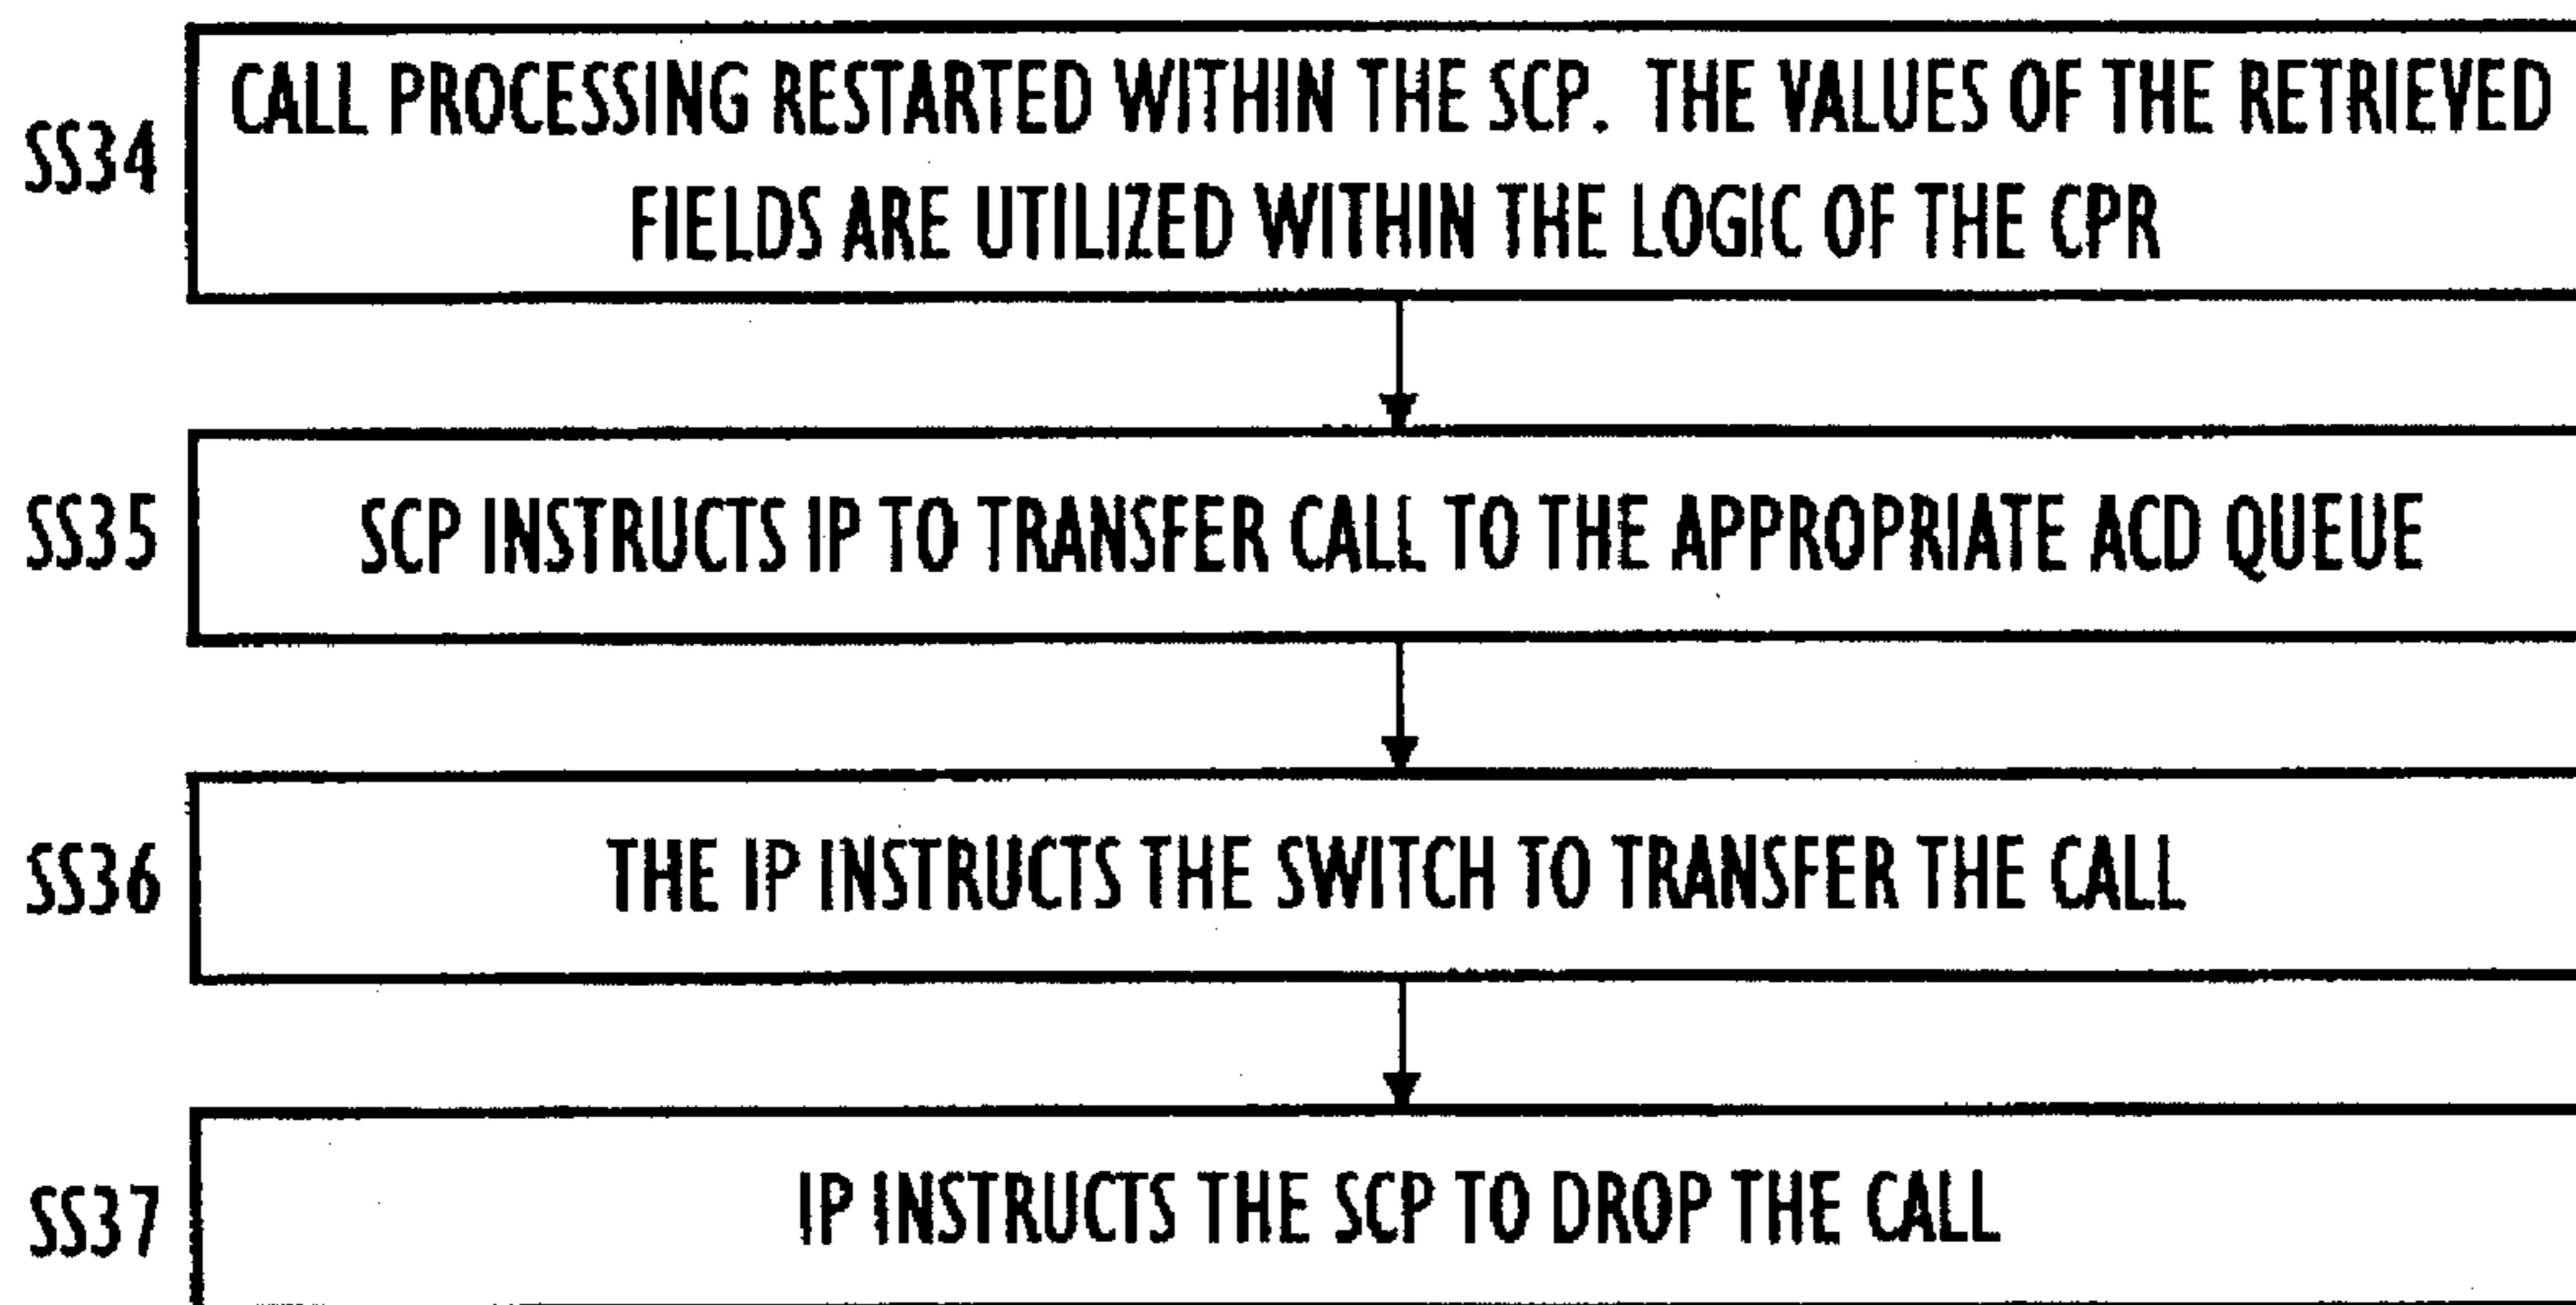 SS34
CALL PROCESSING RESTARTED WITHIN THE SCP. THE VALUES OF THE RETRIEVED
FIELDS ARE UTILIZED WITHIN THE LOGIC OF THE CPR
SS35
SCP INSTRUCTS IP TO TRANSFER CALL TO THE APPROPRIATE ACD QUEUE
SS36
THE IP INSTRUCTS THE SWITCH TO TRANSFER THE CALL
SS37
IP INSTRUCTS THE SCP TO DROP THE CALL